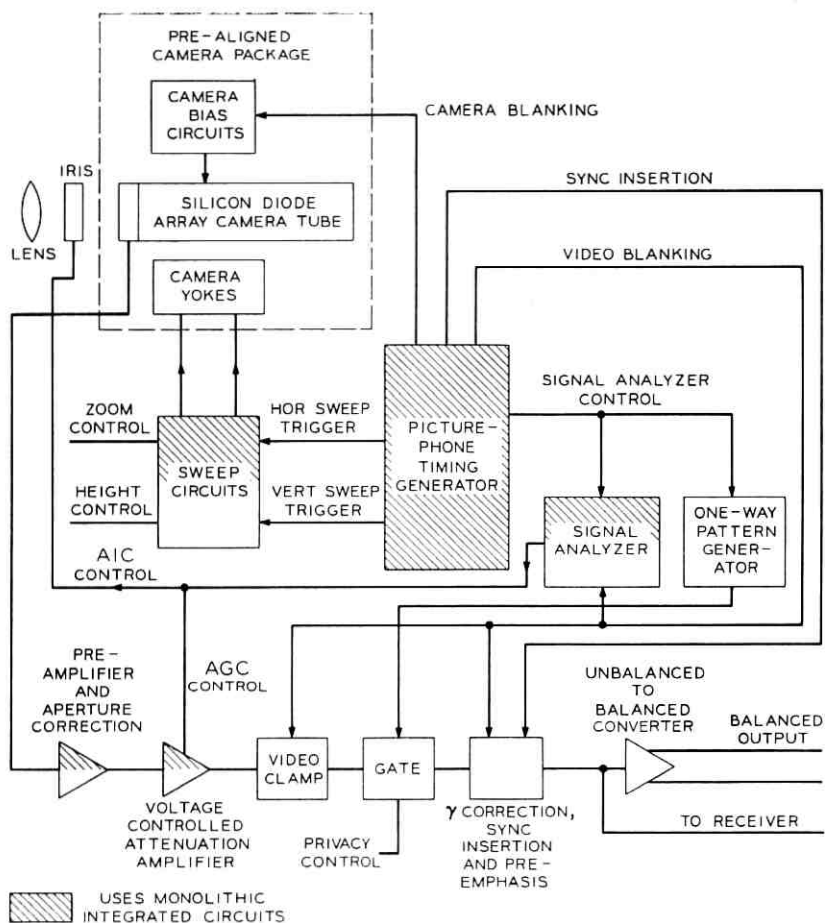 PRE-ALIGNED
CAMERA PACKAGE
CAMERA
BIAS
CIRCUITS
CAMERA BLANKING
IRIS
SYNC INSERTION
SILICON DIODE
ARRAY CAMERA TUBE
LENS
VIDEO BLANKING
CAMERA
YOKES
SIGNAL ANALYZER
CONTROL
ZOOM
CONTROL
HOR SWEEP
TRIGGER
PICTURE-
PHONE
TIMING
GENERATOR
SWEEP
CIRCUITS
HEIGHT
CONTROL
VERT SWEEP
TRIGGER
SIGNAL
ANALYZER
ONE-WAY
PATTERN
GENER-
ATOR
AIC
CONTROL
PRE-
AMPLIFIER
AND
APERTURE
CORRECTION
AGC
CONTROL
UNBALANCED
TO
BALANCED
CONVERTER
BALANCED
OUTPUT
VIDEO
CLAMP
GATE
VOLTAGE
CONTROLLED
ATTENUATION
AMPLIFIER
PRIVACY
CONTROL
γ CORRECTION,
SYNC
INSERTION
AND PRE-
EMPHASIS
TO RECEIVER
USES MONOLITHIC
INTEGRATED CIRCUITS